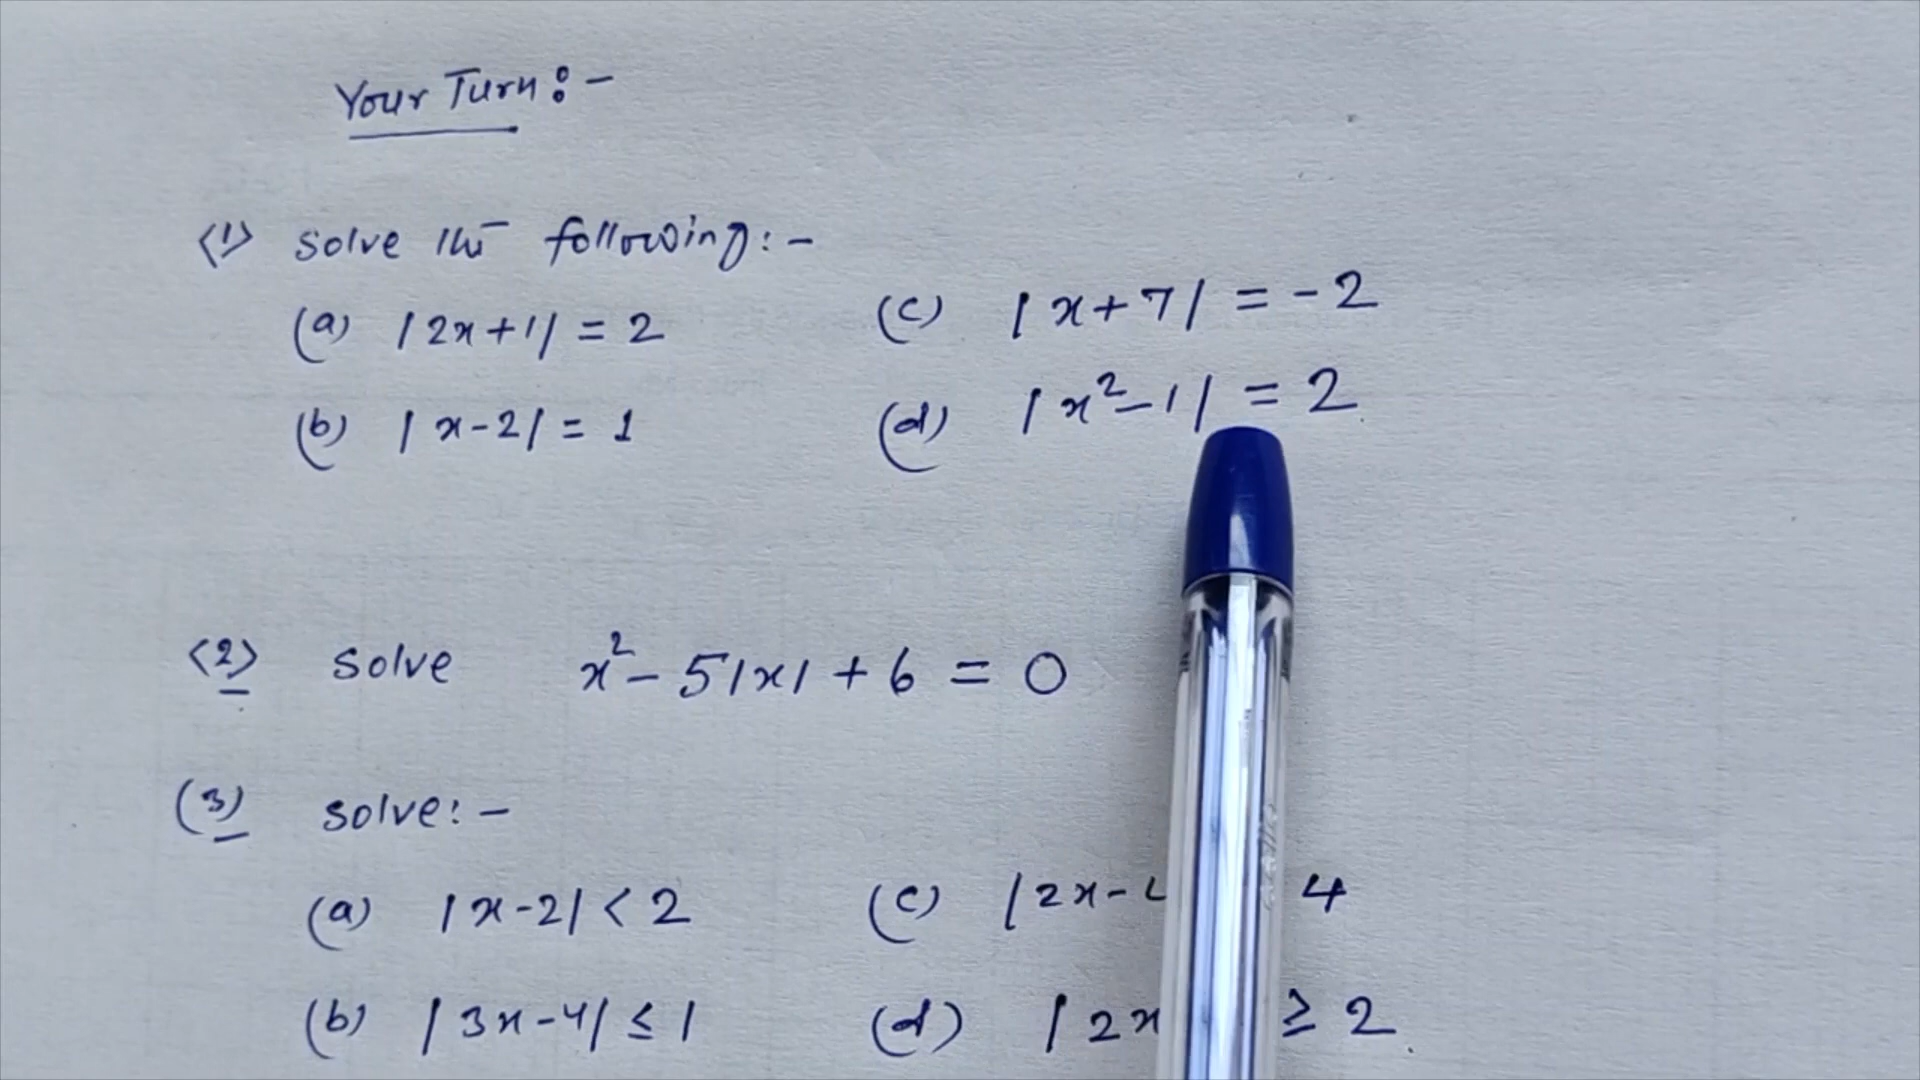 Your Turn :-
<1> Solve the following :-
(a) |2x+1| = 2
(b) |x-2| = 1
(c) |x+7| = -2
(d) |x²-1| = 2
<2> Solve x² - 5|x| + 6 = 0
(3) Solve :-
(a) |x-2| < 2
(b) |3x-4| ≤ 1
(c) |2x- 4
(d) |2x ≥ 2